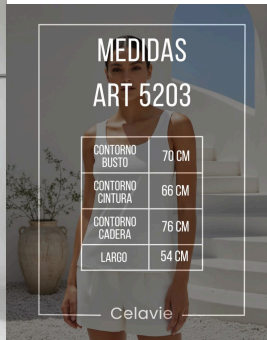 MEDIDAS
ART 5203
CONTORNO
BUSTO
70 CM
CONTORNO
CINTURA
66 CM
CONTORNO
CADERA
76 CM
LARGO
54 CM
Celavie